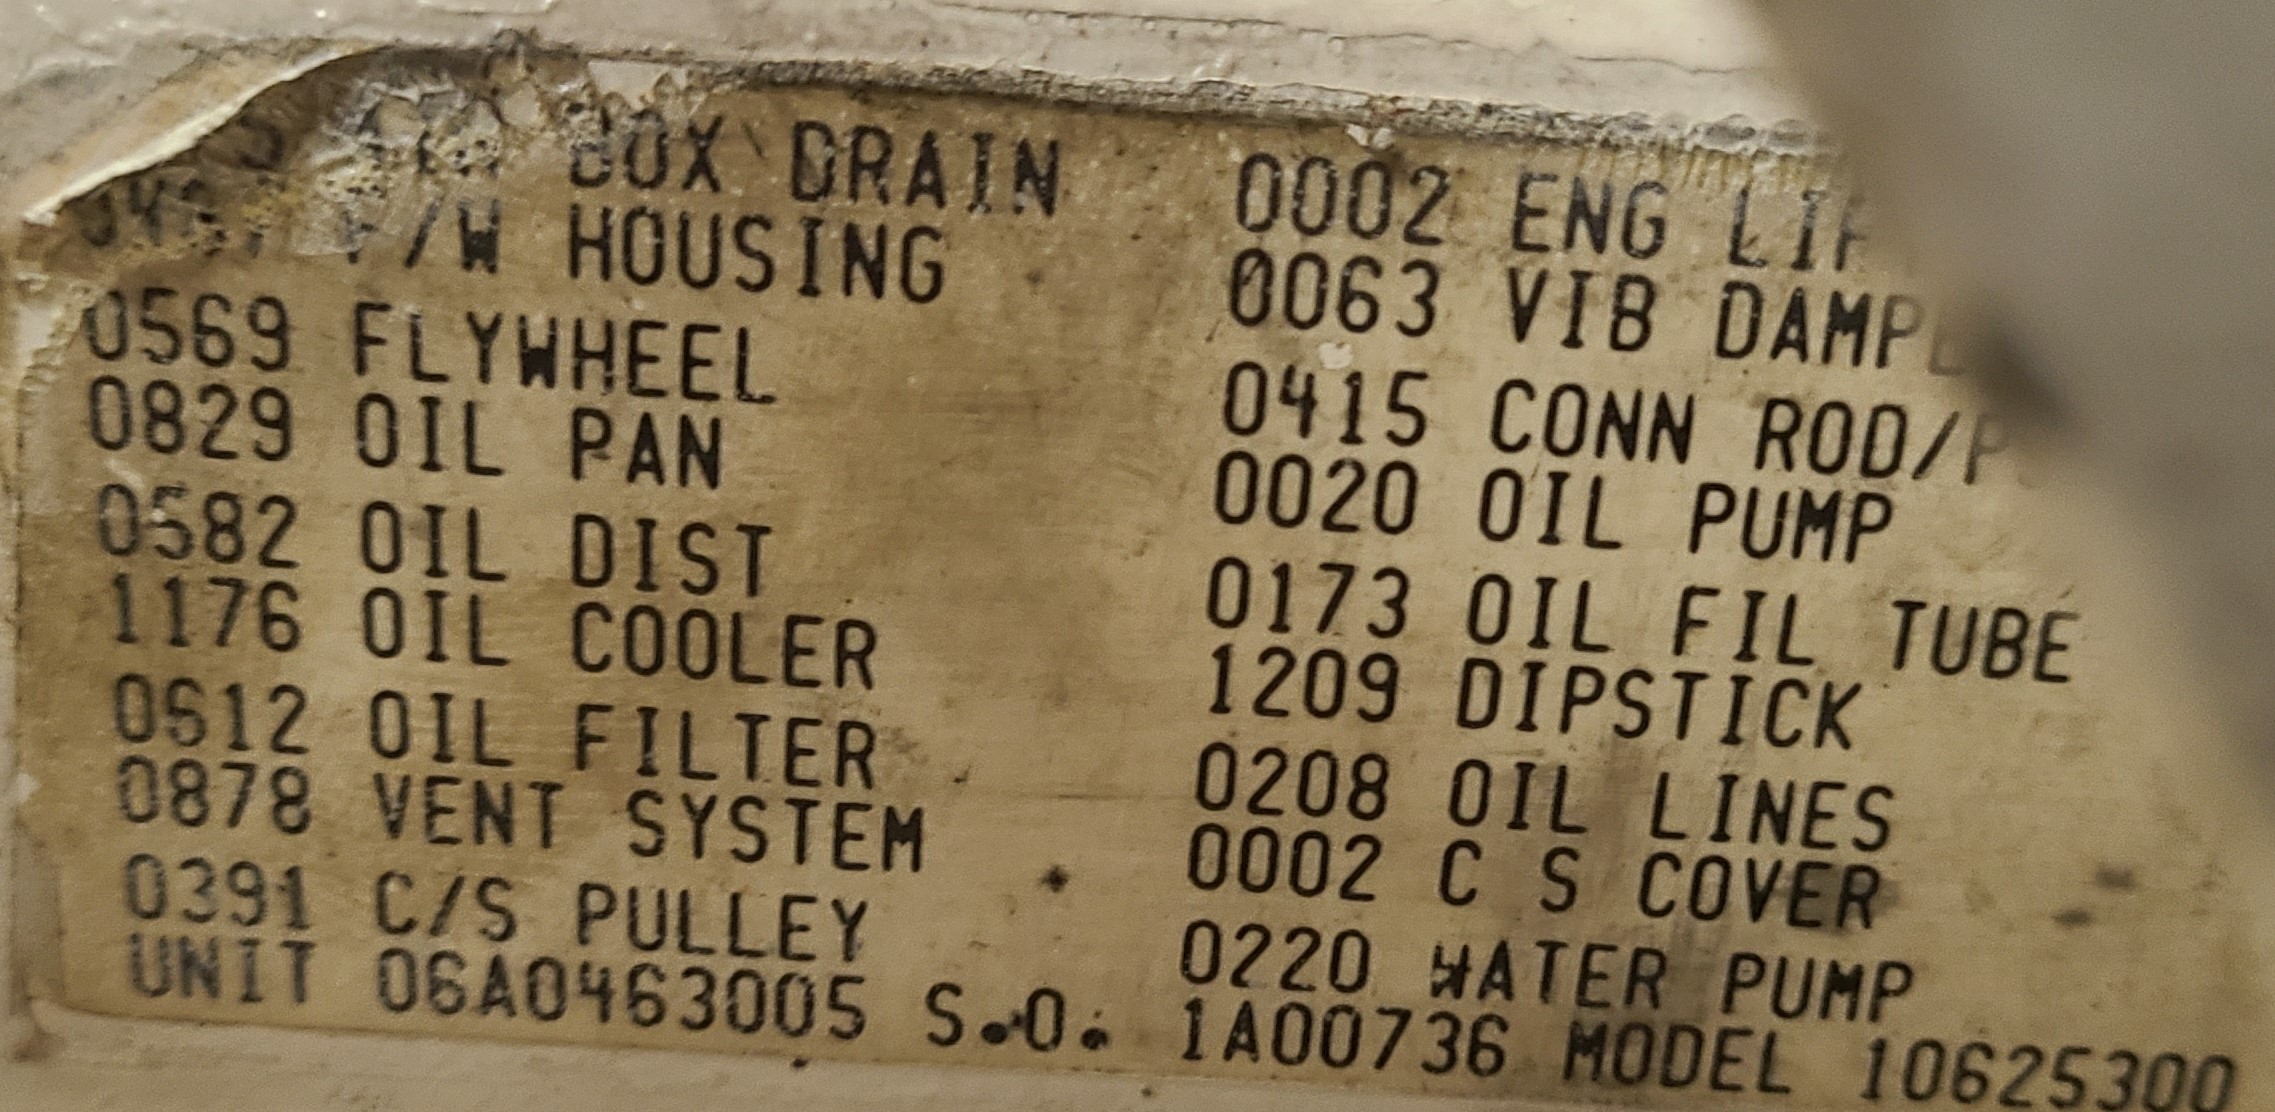 BOX DRAIN 0002 ENG
F/W HOUSING 0063 VIB
0569 FLYWHEEL 0415 CONN
0829 OIL PAN 0020 OIL PUMP
0582 OIL DIST 0173 OIL FIL TUBE
1176 OIL COOLER 1209 DIPSTICK
0612 OIL FILTER 0208 OIL LINES
0878 VENT SYSTEM 0002 C S COVER
0391 C/S PULLEY 0220 WATER PUMP
UNIT 06A0463005 S.O. 1A00736 MODEL 10625300